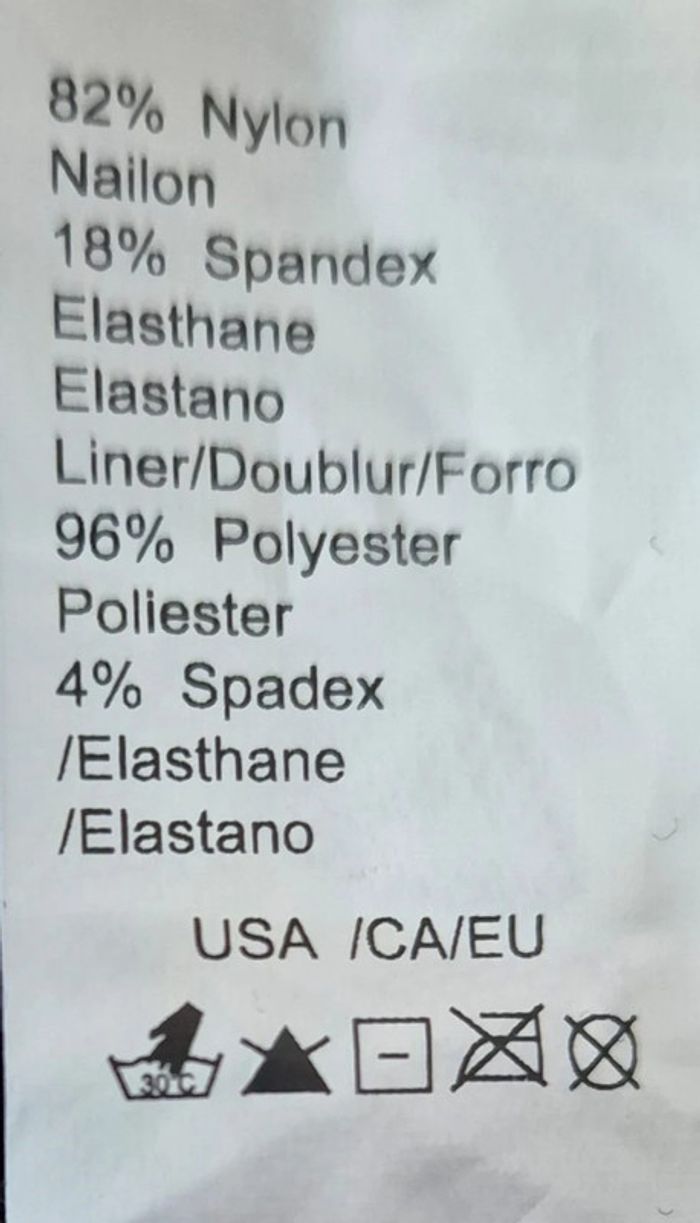 82% Nylon
Nailon
18% Spandex
Elasthane
Elastano
Liner/Doublur/Forro
96% Polyester
Poliester
4% Spadex
/Elasthane
/Elastano
USA /CA/EU
30°C